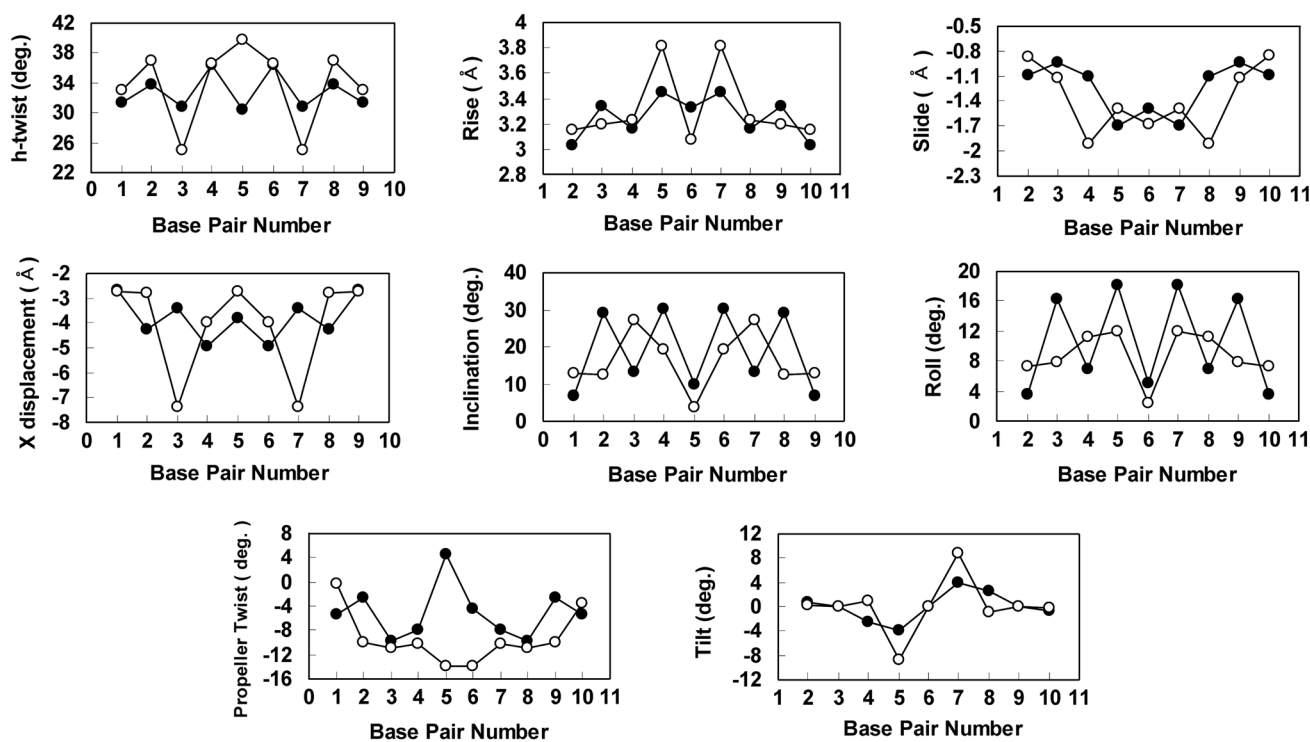 h-twist (deg.)
42
38
34
30
26
22
0 1 2 3 4 5 6 7 8 9 10
Base Pair Number
Rise ( Å )
4
3.8
3.6
3.4
3.2
3
2.8
1 2 3 4 5 6 7 8 9 10 11
Base Pair Number
Slide ( Å )
-0.5
-0.8
-1.1
-1.4
-1.7
-2
-2.3
1 2 3 4 5 6 7 8 9 10 11
Base Pair Number
X displacement ( Å )
-2
-3
-4
-5
-6
-7
-8
0 1 2 3 4 5 6 7 8 9 10
Base Pair Number
Inclination (deg.)
40
30
20
10
0
0 1 2 3 4 5 6 7 8 9 10
Base Pair Number
Roll (deg.)
20
16
12
8
4
0
1 2 3 4 5 6 7 8 9 10 11
Base Pair Number
Propeller Twist ( deg. )
8
4
0
-4
-8
-12
-16
0 1 2 3 4 5 6 7 8 9 10 11
Base Pair Number
Tilt (deg.)
12
8
4
0
-4
-8
-12
1 2 3 4 5 6 7 8 9 10 11
Base Pair Number